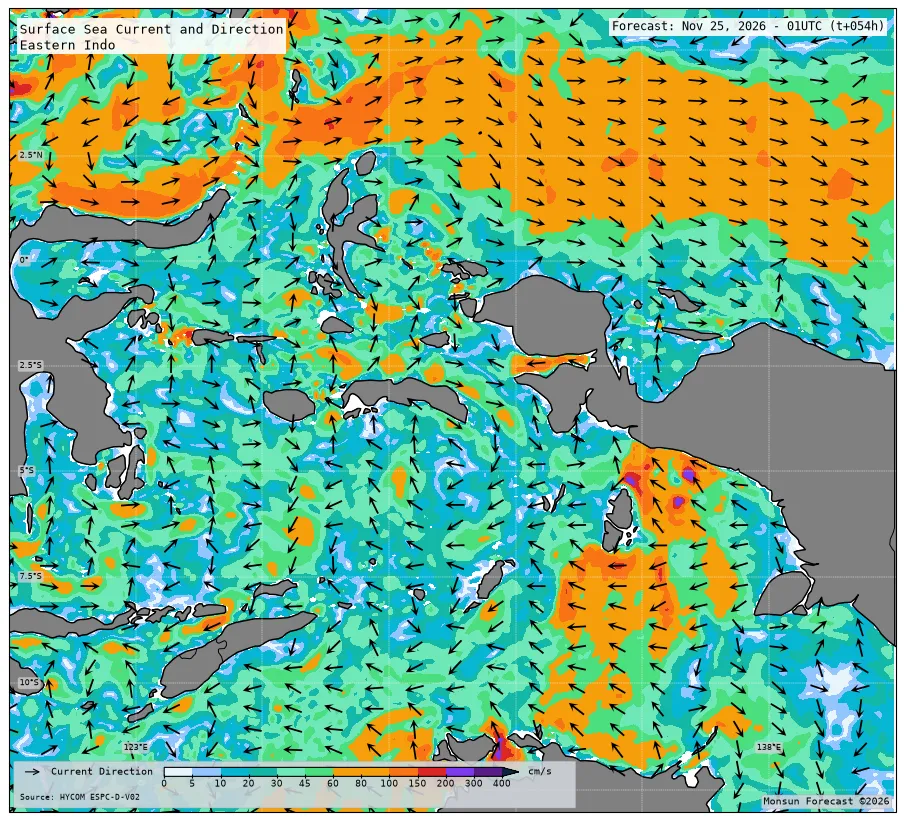 Surface Sea Current and Direction
Eastern Indo
Forecast: Nov 25, 2026 - 01UTC (t+054h)
2.5°N
0°
2.5°S
5°S
7.5°S
10°S
123°E
138°E
Current Direction
0 5 10 20 30 45 60 80 100 150 200 300 400
cm/s
Source: HYCOM ESPC-D-V02
Monsun Forecast ©2026